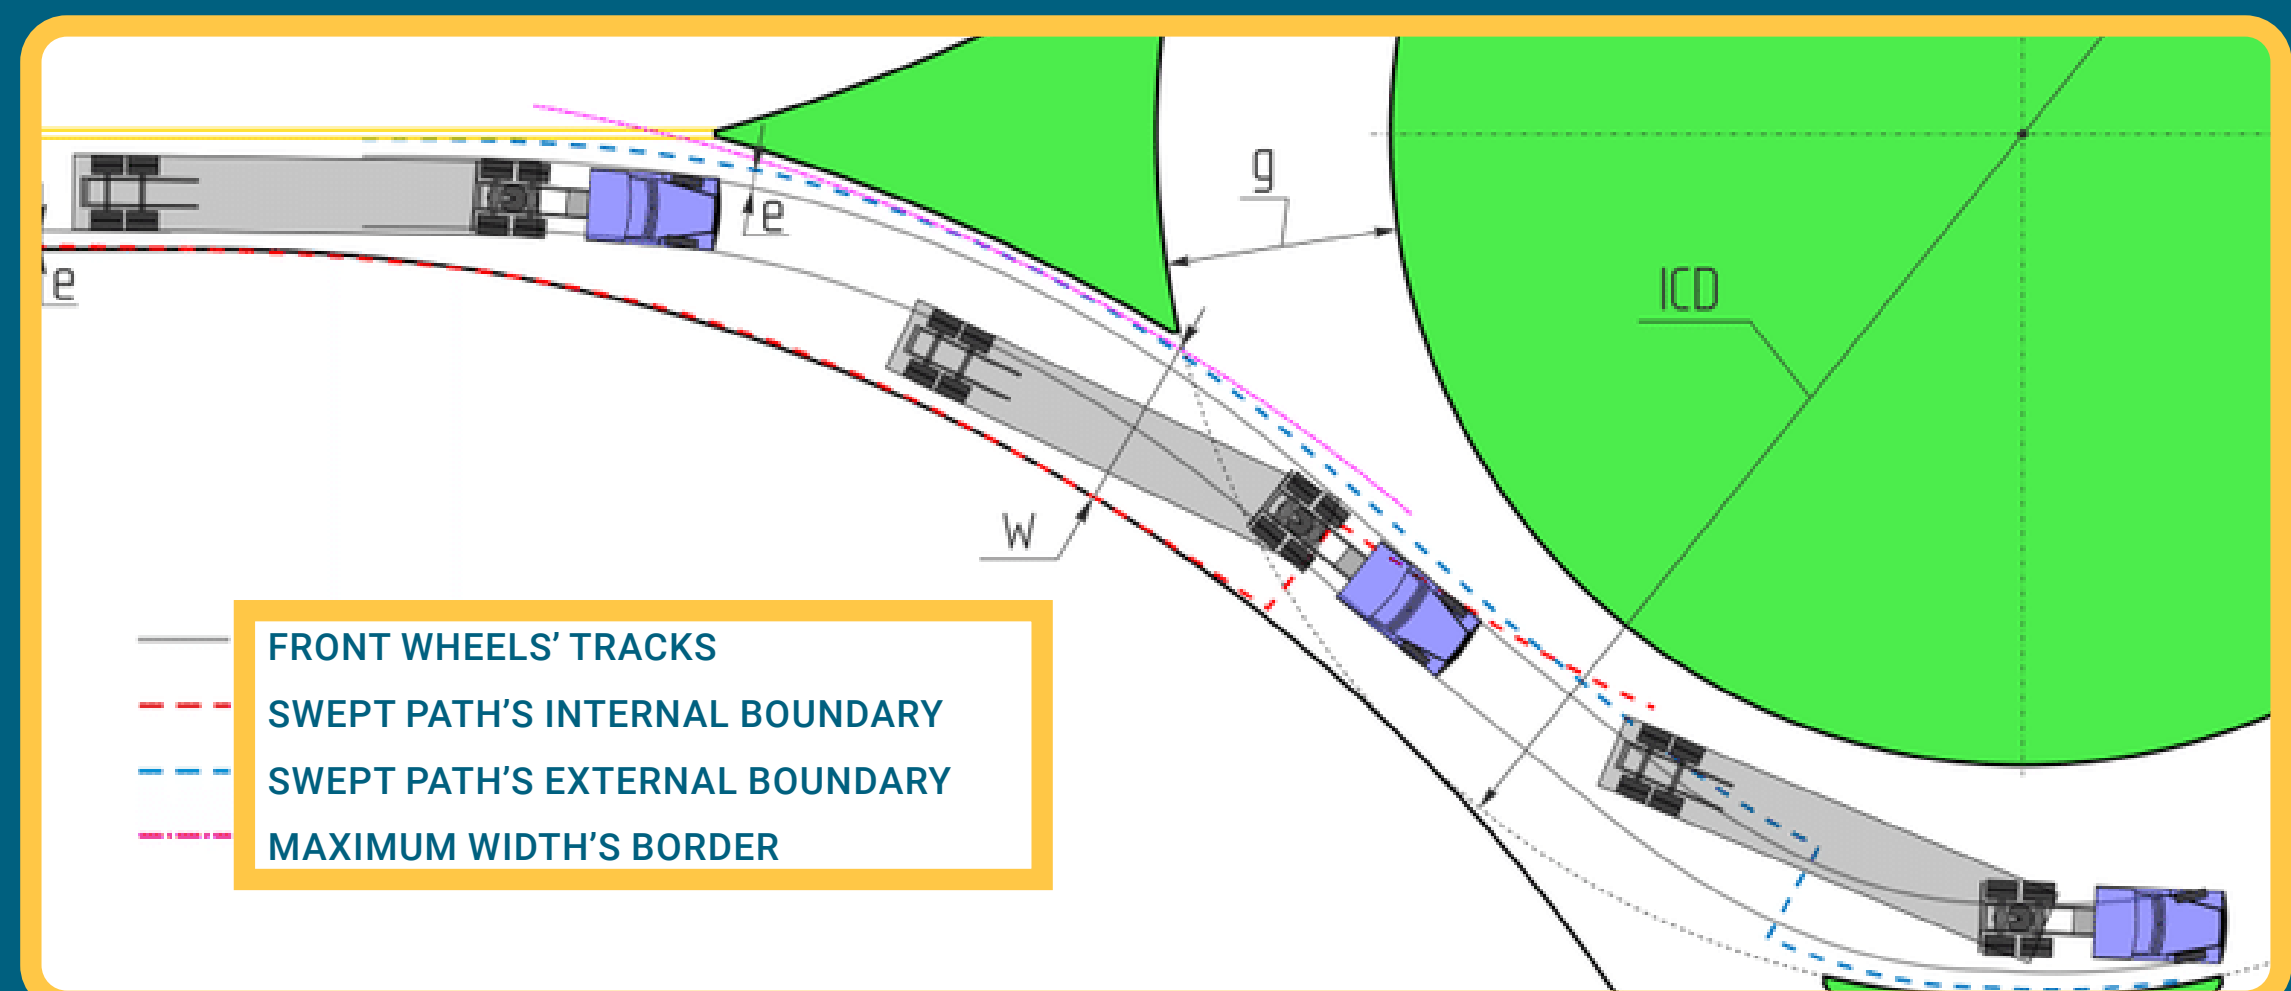 g
e
ICD
e
W
FRONT WHEELS’ TRACKS
SWEPT PATH’S INTERNAL BOUNDARY
SWEPT PATH’S EXTERNAL BOUNDARY
MAXIMUM WIDTH’S BORDER